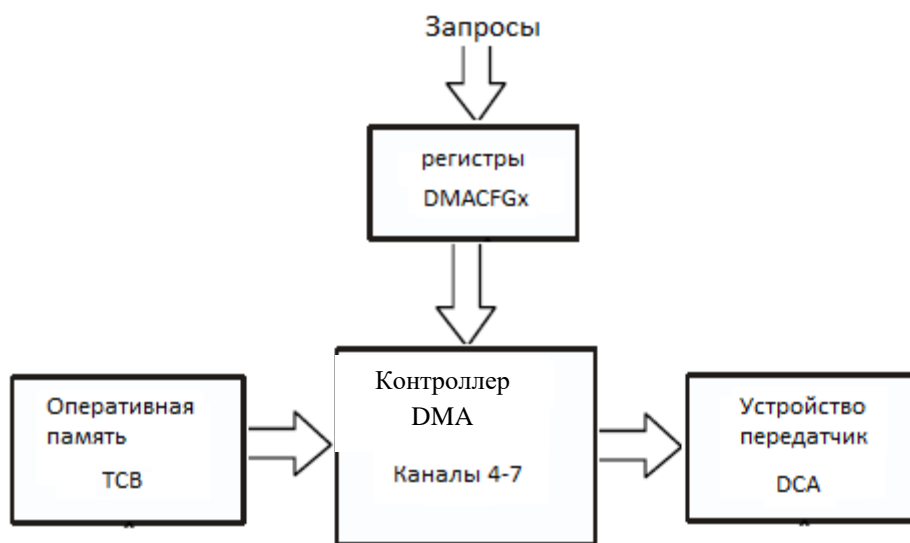 Запросы
регистры
DMACFGx
Оперативная
память
TCB
Контроллер
DMA
Каналы 4-7
Устройство
передатчик
DCA